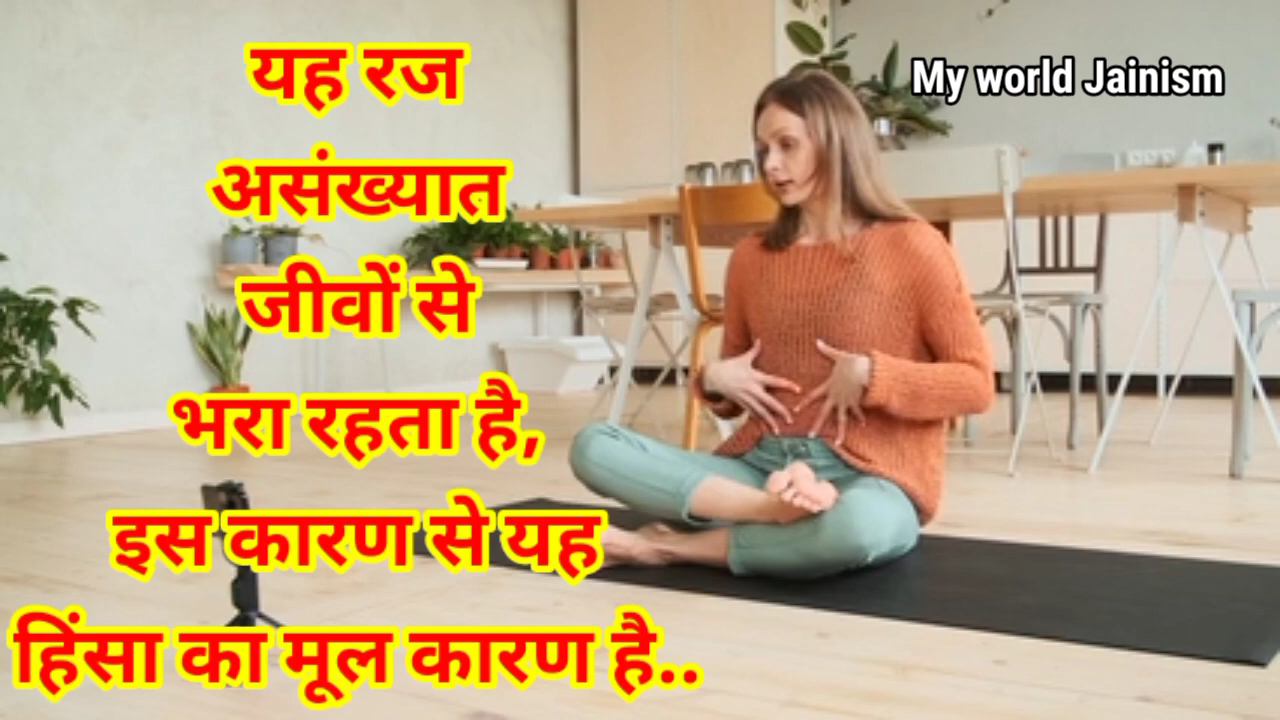 यह रज
My world Jainism
असंख्यात
जीवों से
भरा रहता है,
इस कारण से यह
हिंसा का मूल कारण है..